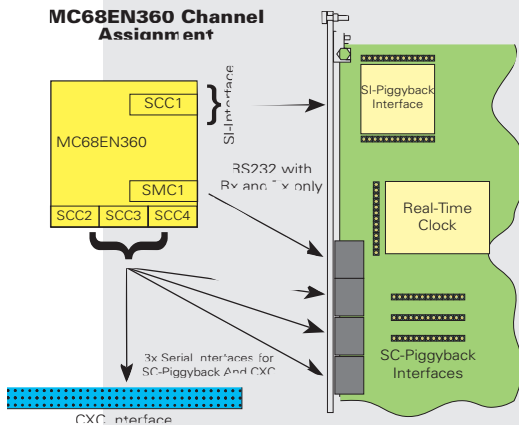 MC68EN360 Channel
Assignment
SCC1
MC68EN360
SMC1
SCC2 SCC3 SCC4
SI-Interface
RS232 with
Rx and Tx only
SI-Piggyback
Interface
Real-Time
Clock
SC-Piggyback
Interfaces
3x Serial Interfaces for
SC-Piggyback And CXC
CXC Interface